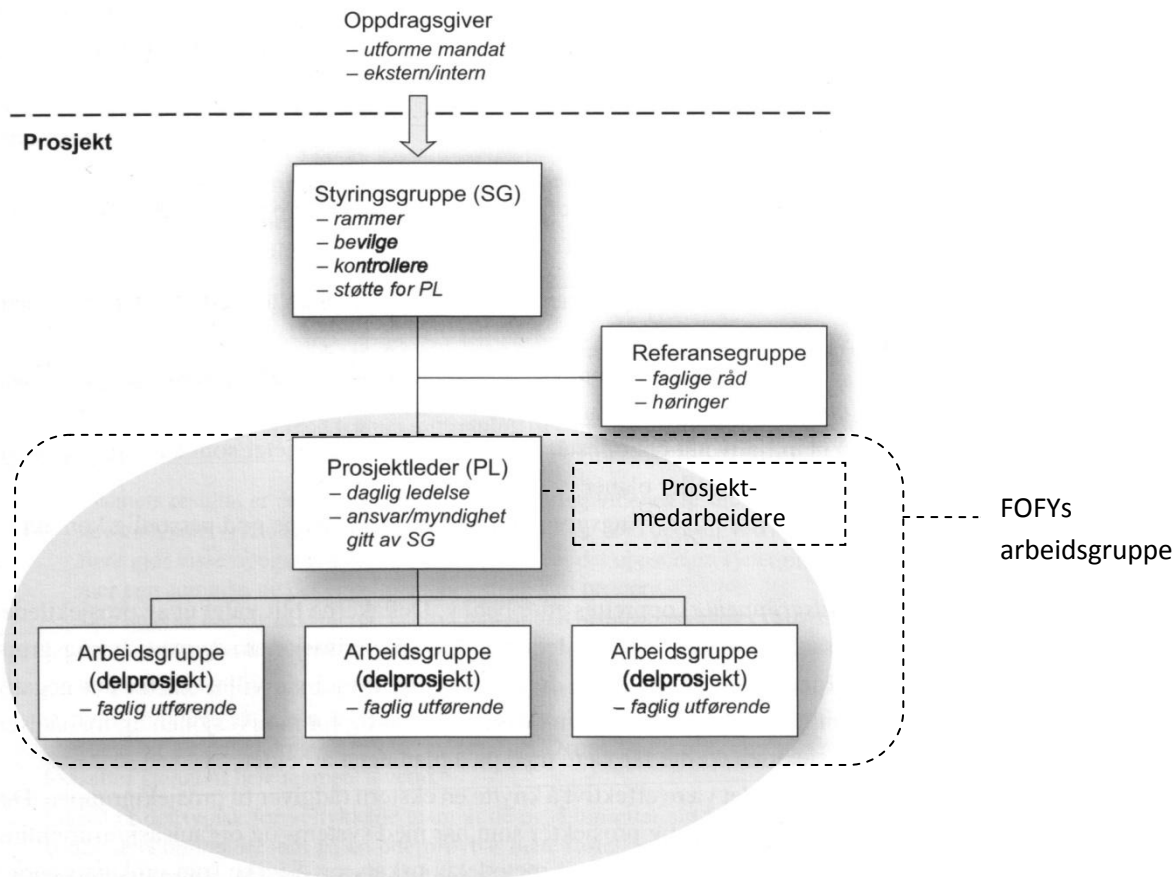 Oppdragsgiver
– utforme mandat
– ekstern/intern
Prosjekt
Styringsgruppe (SG)
– rammer
– bevilge
– kontrollere
– støtte for PL
Referansegruppe
– faglige råd
– høringer
Prosjektleder (PL)
– daglig ledelse
– ansvar/myndighet
gitt av SG
Prosjekt-
medarbeidere
FOFYs
arbeidsgruppe
Arbeidsgruppe
(delprosjekt)
– faglig utførende
Arbeidsgruppe
(delprosjekt)
– faglig utførende
Arbeidsgruppe
(delprosjekt)
– faglig utførende